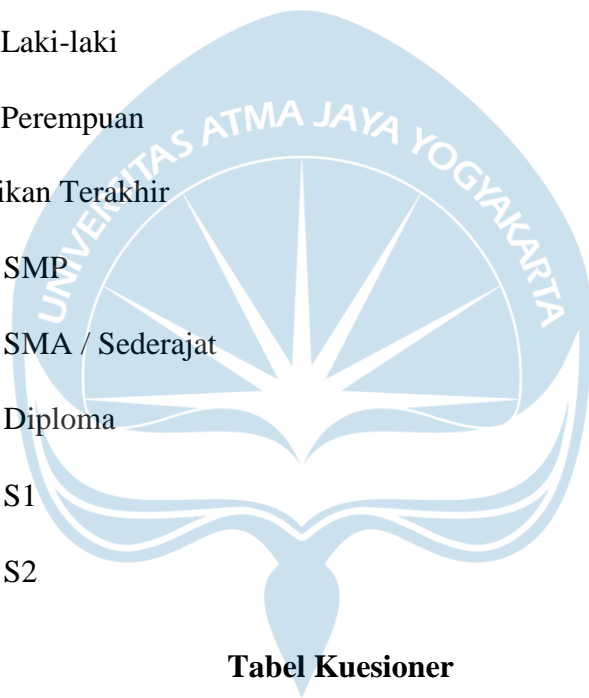 Laki-laki
Perempuan
UNIVERSITAS ATMA JAYA YOGYAKARTA
ikan Terakhir
SMP
SMA / Sederajat
Diploma
S1
S2
Tabel Kuesioner